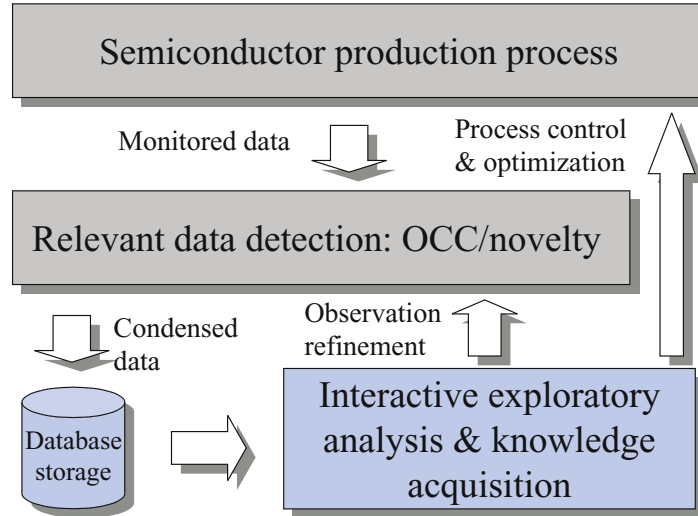 Semiconductor production process
Monitored data
Process control
& optimization
Relevant data detection: OCC/novelty
Condensed
data
Observation
refinement
Database
storage
Interactive exploratory
analysis & knowledge
acquisition